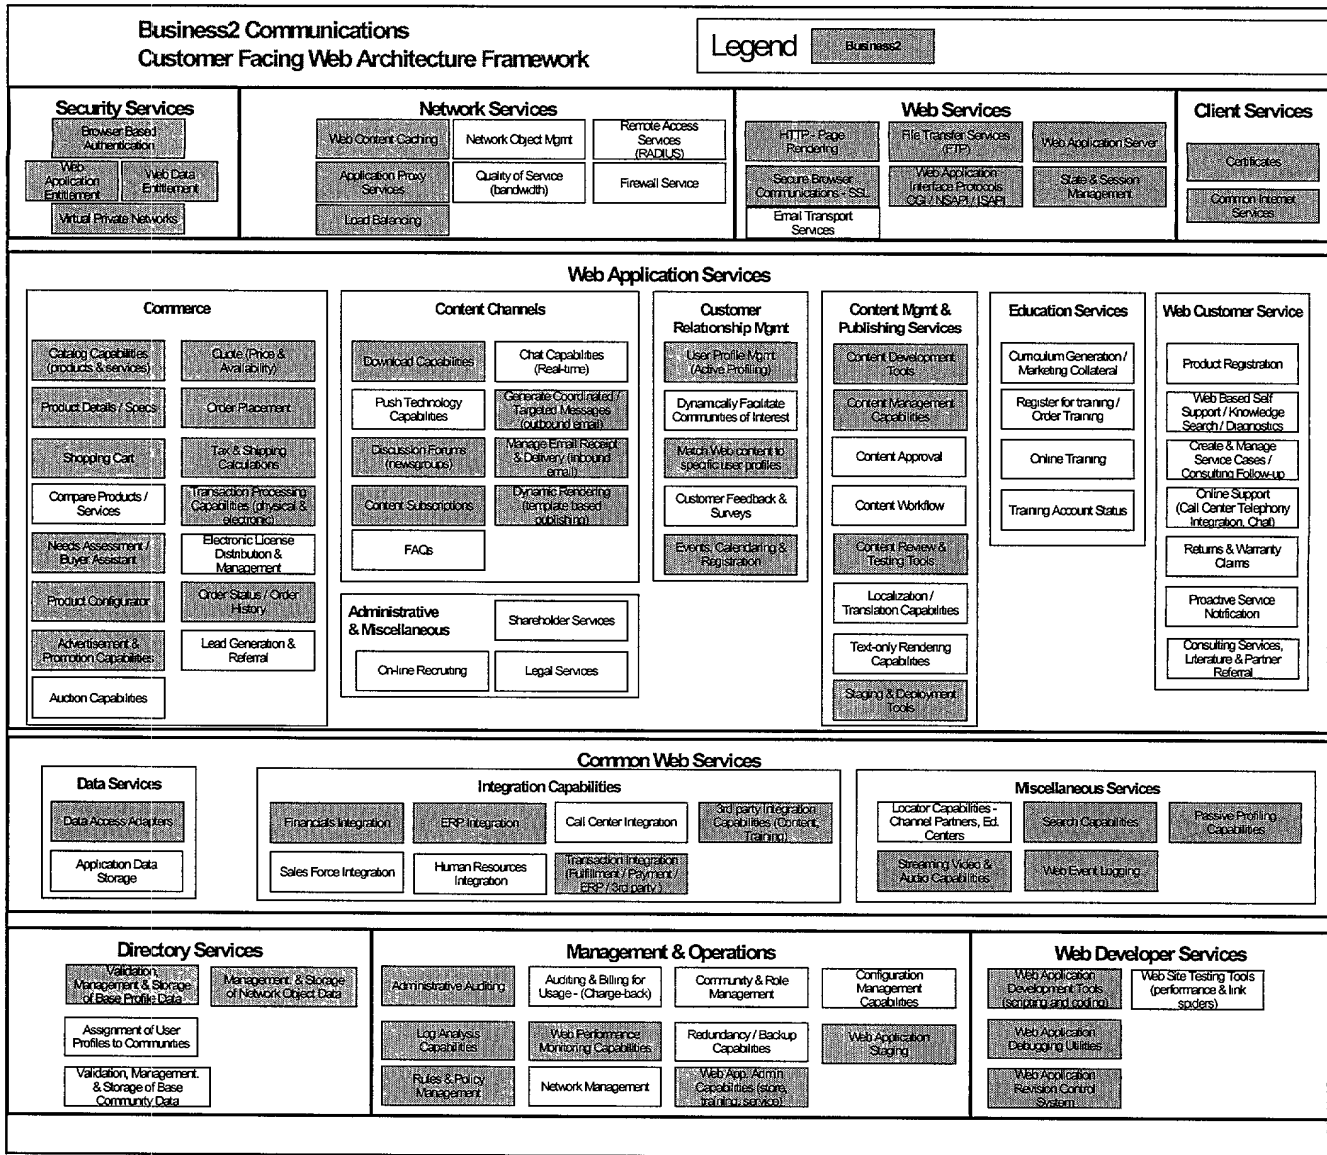 Business2 Communications
Customer Facing Web Architecture Framework
Legend
Business2
Security Services
Browser Based
Authentication
Web
Application
Entitlement
Web Data
Entitlement
Virtual Private Networks
Network Services
Web Content Caching
Network Object Mgmt
Remote Access
Services
(RADIUS)
Application Proxy
Services
Quality of Service
(bandwidth)
Firewall Service
Load Balancing
Web Services
HTTP - Page
Rendering
File Transfer Services
(FTP)
Web Application Server
Secure Browser
Communications - SSL
Web Application
Interface Protocols
CGI / NSAPI / ISAPI
State & Session
Management
Email Transport
Services
Client Services
Certificates
Common Internet
Services
Web Application Services
Commerce
Catalog Capabilities
(products & services)
Quote (Price &
Availability)
Product Details / Specs
Order Placement
Shopping Cart
Tax & Shipping
Calculations
Compare Products /
Services
Transaction Processing
Capabilities (physical &
electronic)
Needs Assessment /
Buyer Assistant
Electronic License
Distribution &
Management
Product Configurator
Order Status / Order
History
Advertisement &
Promotion Capabilities
Lead Generation &
Referral
Auction Capabilities
Content Channels
Download Capabilities
Chat Capabilities
(Real-time)
Push Technology
Capabilities
Generate Coordinated /
Targeted Messages
(outbound email)
Discussion Forums
(newsgroups)
Manage Email Receipt
& Delivery (inbound
email)
Content Subscriptions
Dynamic Rendering
(template based
publishing)
FAQs
Administrative
& Miscellaneous
Shareholder Services
On-line Recruiting
Legal Services
Customer
Relationship Mgmt
User Profile Mgmt
(Active Profiling)
Dynamically Facilitate
Communities of Interest
Match Web content to
specific user profiles
Customer Feedback &
Surveys
Events, Calendaring &
Registration
Content Mgmt &
Publishing Services
Content Development
Tools
Content Management
Capabilities
Content Approval
Content Workflow
Content Review &
Testing Tools
Localization /
Translation Capabilities
Text-only Rendering
Capabilities
Staging & Deployment
Tools
Education Services
Curriculum Generation /
Marketing Collateral
Register for training /
Order Training
Online Training
Training Account Status
Web Customer Service
Product Registration
Web Based Self
Support / Knowledge
Search / Diagnostics
Create & Manage
Service Cases /
Consulting Follow-up
Online Support
(Call Center Telephony
Integration, Chat)
Returns & Warranty
Claims
Proactive Service
Notification
Consulting Services,
Literature & Partner
Referral
Common Web Services
Data Services
Data Access Adapters
Application Data
Storage
Integration Capabilities
Financials Integration
ERP Integration
Call Center Integration
3rd party Integration
Capabilities (Content,
Training)
Sales Force Integration
Human Resources
Integration
Transaction Integration
(Fulfillment / Payment /
ERP / 3rd party )
Miscellaneous Services
Locator Capabilities -
Channel Partners, Ed.
Centers
Search Capabilities
Passive Profiling
Capabilities
Streaming Video &
Audio Capabilities
Web Event Logging
Directory Services
Validation,
Management & Storage
of Base Profile Data
Management. & Storage
of Network Object Data
Assignment of User
Profiles to Communities
Validation, Management.
& Storage of Base
Community Data
Management & Operations
Administrative Auditing
Auditing & Billing for
Usage - (Charge-back)
Community & Role
Management
Configuration
Management
Capabilities
Log Analysis
Capabilities
Web Performance
Monitoring Capabilities
Redundancy / Backup
Capabilities
Web Application
Staging
Rules & Policy
Management
Network Management
Web App. Admin
Capabilities (store,
training, service)
Web Developer Services
Web Application
Development Tools
(scripting and coding)
Web Site Testing Tools
(performance & link
spiders)
Web Application
Debugging Utilities
Web Application
Revision Control
System